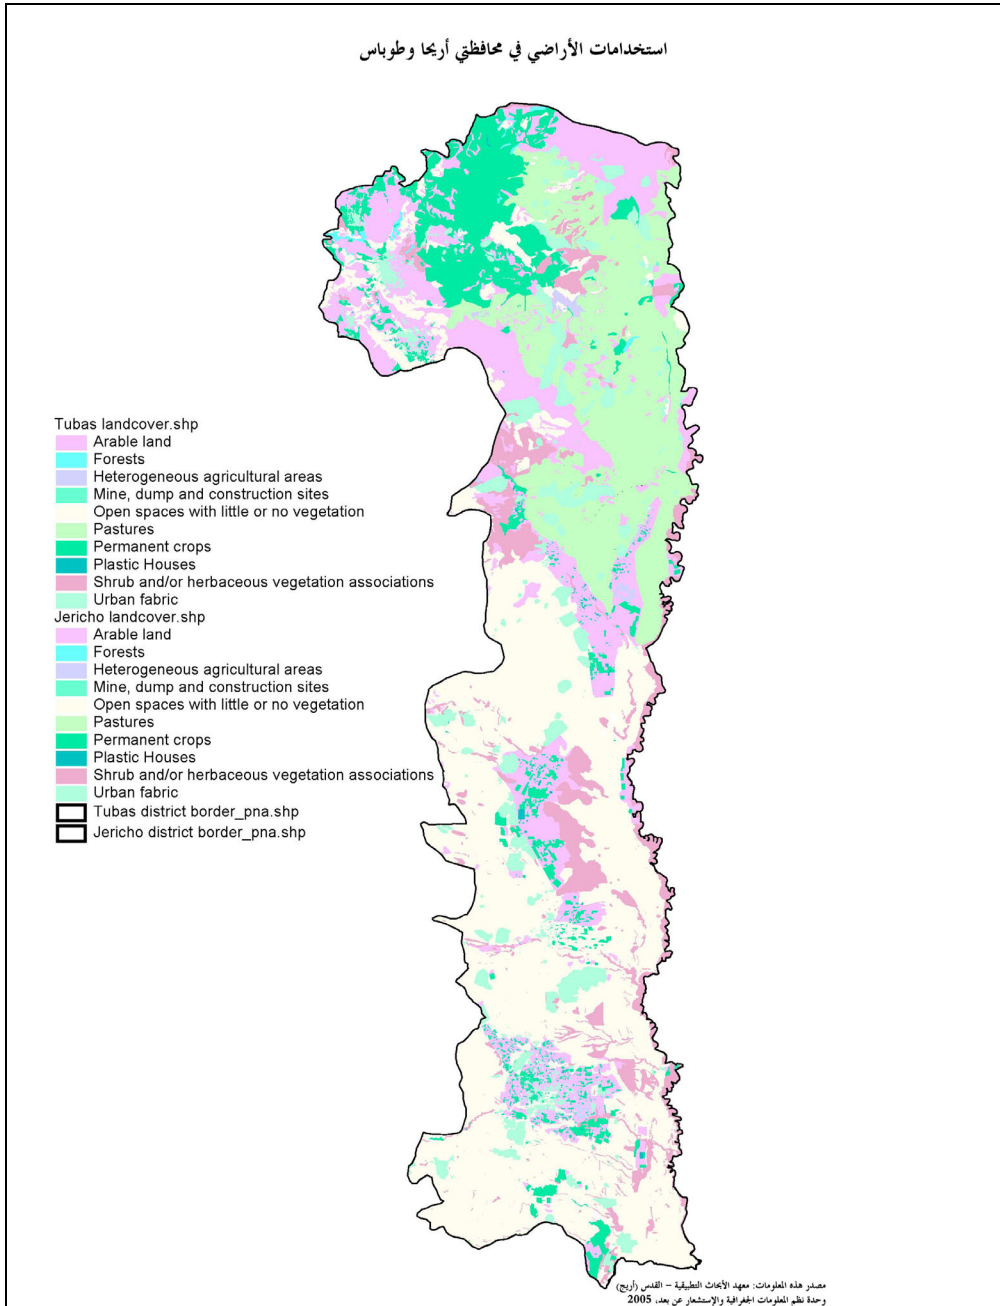 استخدامات الأراضي في محافظتي أريحا وطوباس
Tubas landcover.shp
Arable land
Forests
Heterogeneous agricultural areas
Mine, dump and construction sites
Open spaces with little or no vegetation
Pastures
Permanent crops
Plastic Houses
Shrub and/or herbaceous vegetation associations
Urban fabric
Jericho landcover.shp
Arable land
Forests
Heterogeneous agricultural areas
Mine, dump and construction sites
Open spaces with little or no vegetation
Pastures
Permanent crops
Plastic Houses
Shrub and/or herbaceous vegetation associations
Urban fabric
Tubas district border_pna.shp
Jericho district border_pna.shp
مصدر هذه المعلومات: معهد الأبحاث التطبيقية – القدس (أريج)
وحدة نظم المعلومات الجغرافية والإستشعار عن بعد، 2005